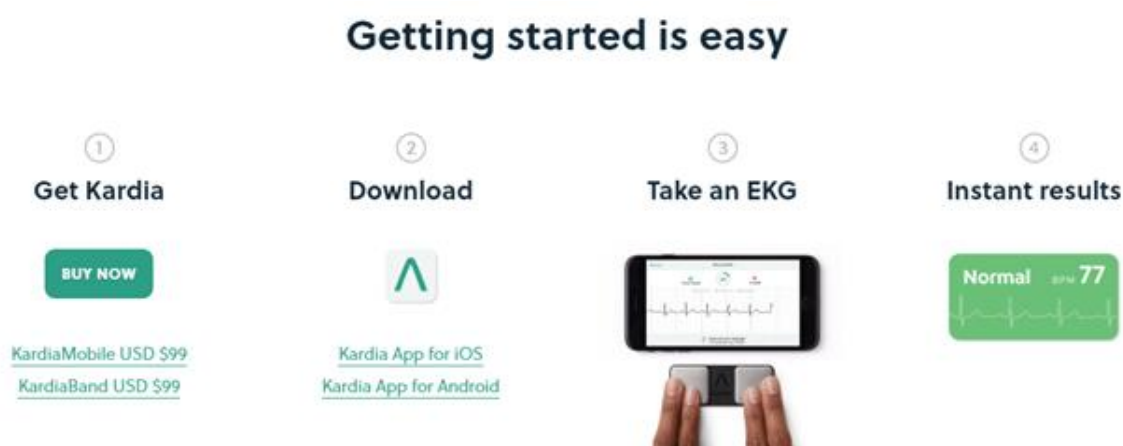 Getting started is easy
1
Get Kardia
BUY NOW
KardiaMobile USD $99
KardiaBand USD $99
2
Download
Kardia App for iOS
Kardia App for Android
3
Take an EKG
4
Instant results
Normal BPM 77